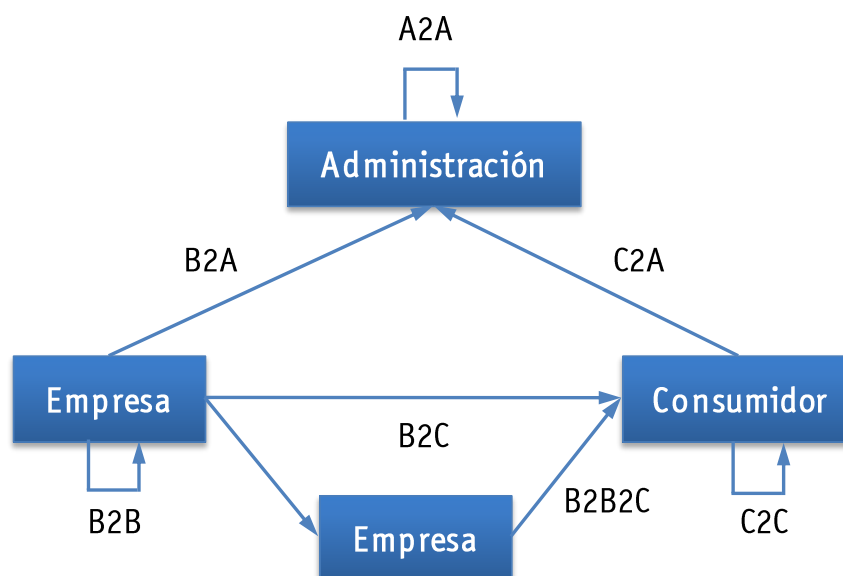 A2A
Administración
B2A
C2A
Empresa
Consumidor
B2C
B2B2C
B2B
C2C
Empresa